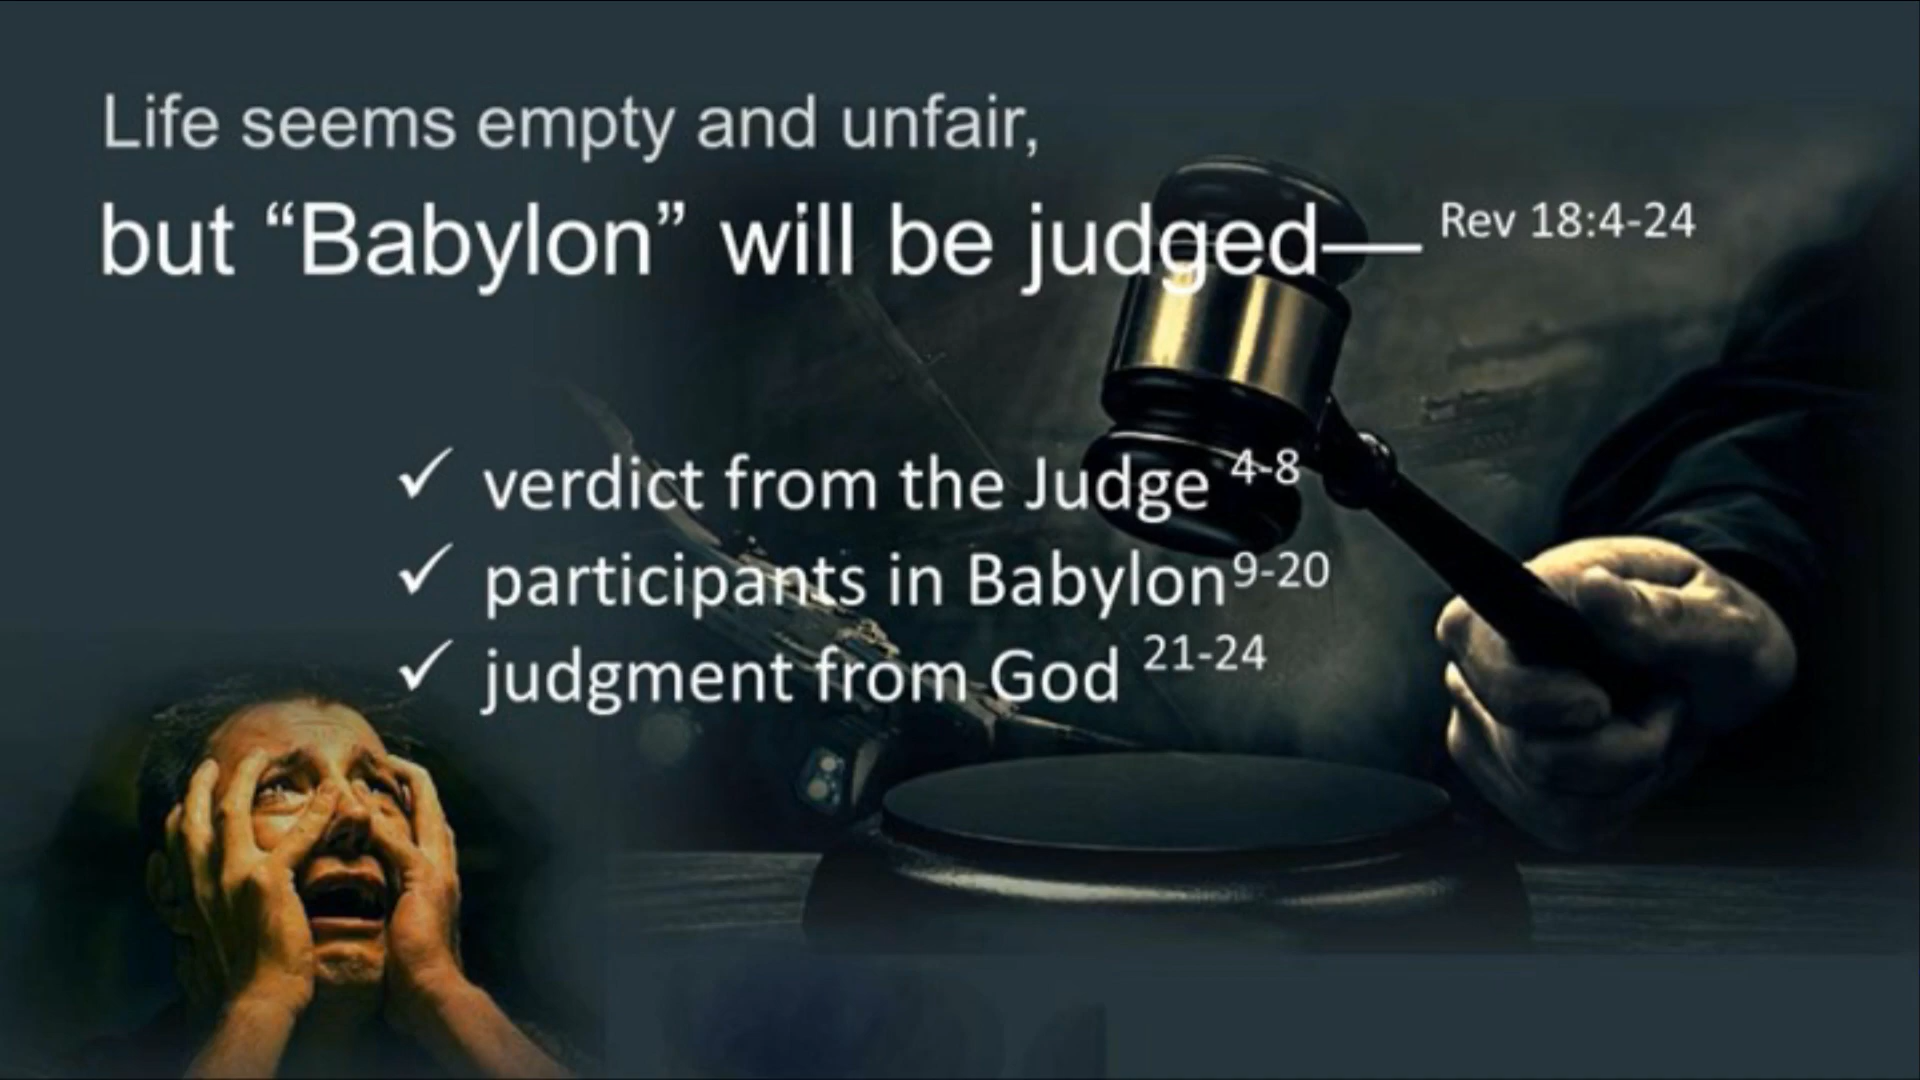 Life seems empty and unfair,
but “Babylon” will be judged— Rev 18:4-24
✓ verdict from the Judge 4-8
✓ participants in Babylon 9-20
✓ judgment from God 21-24